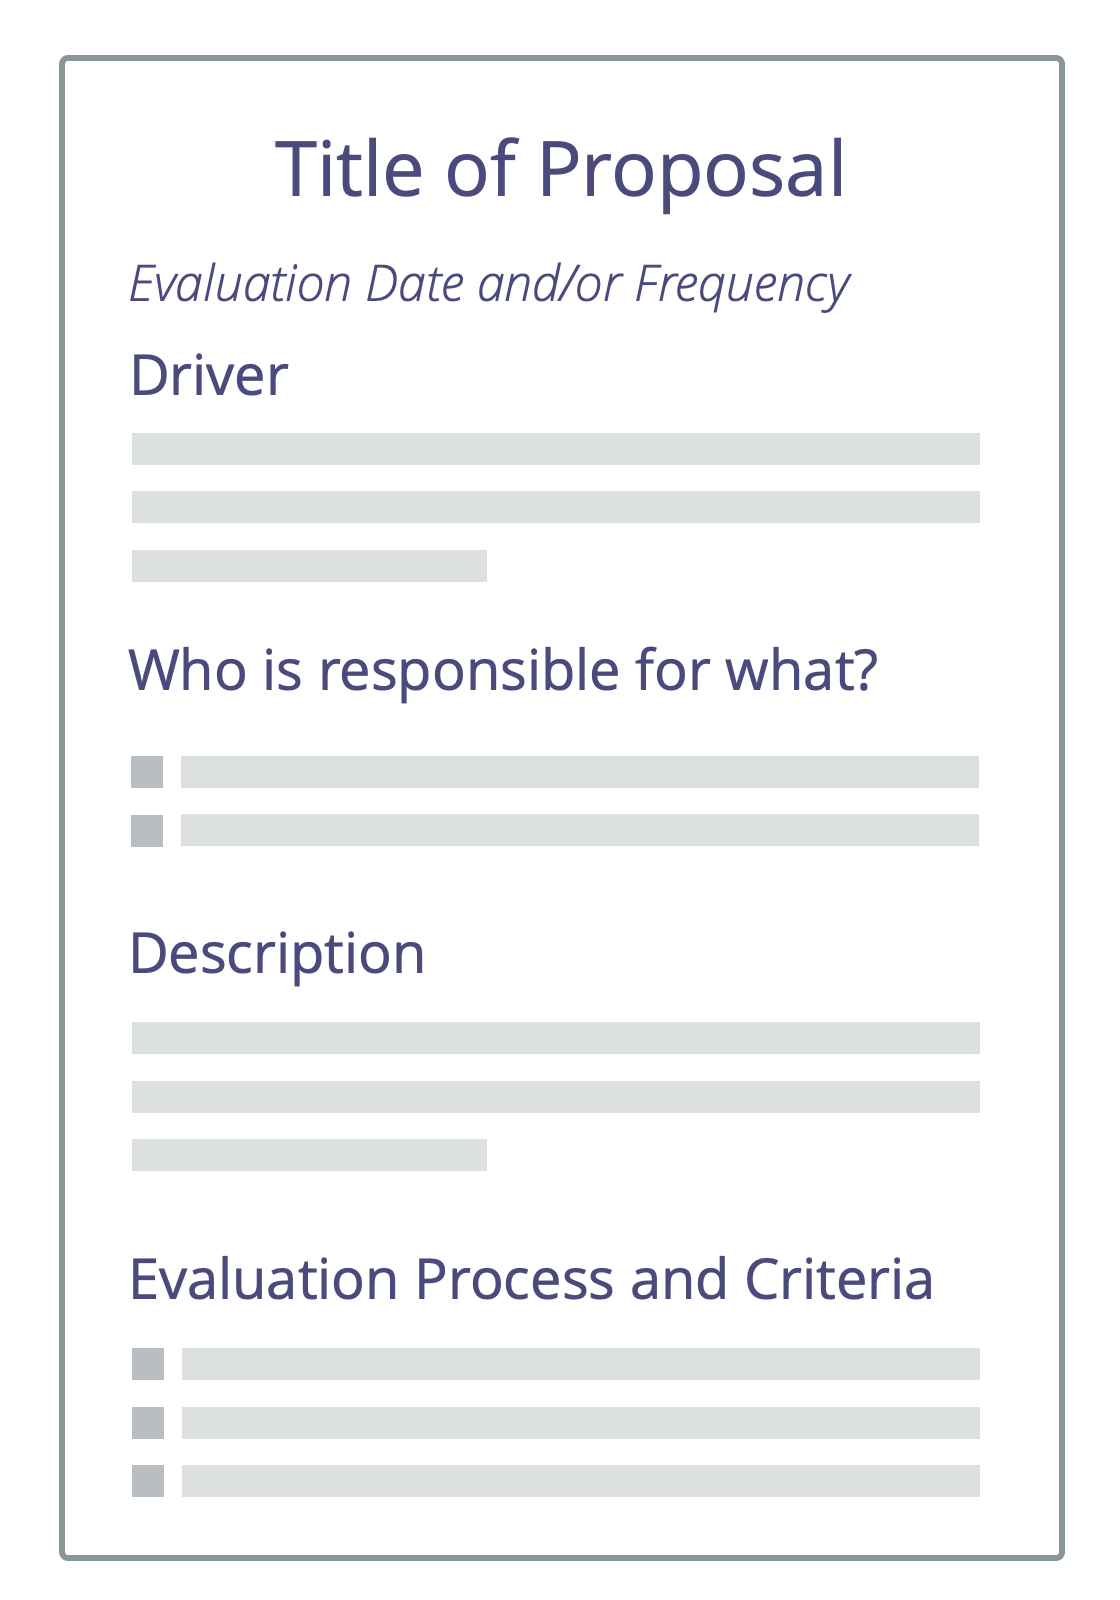 Title of Proposal
Evaluation Date and/or Frequency
Driver
Who is responsible for what?
Description
Evaluation Process and Criteria